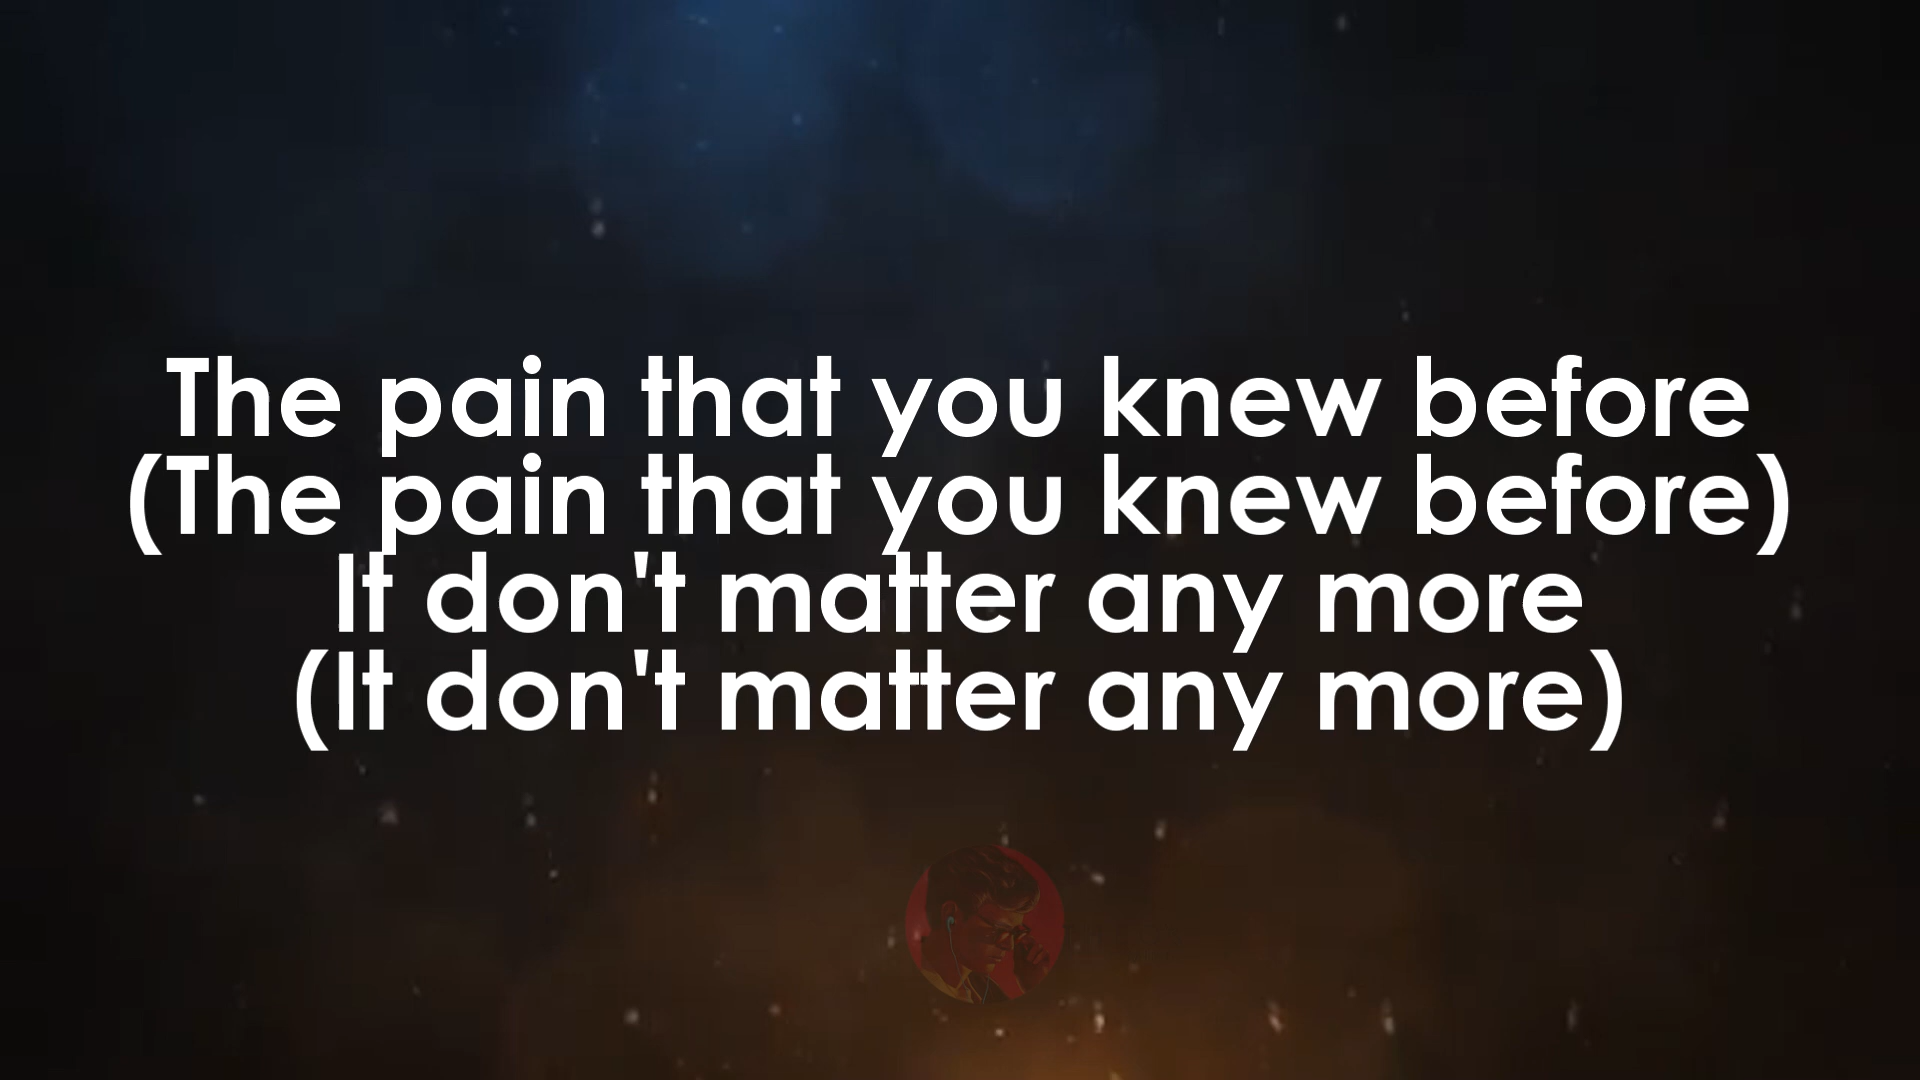 The pain that you knew before
(The pain that you knew before)
It don't matter any more
(It don't matter any more)